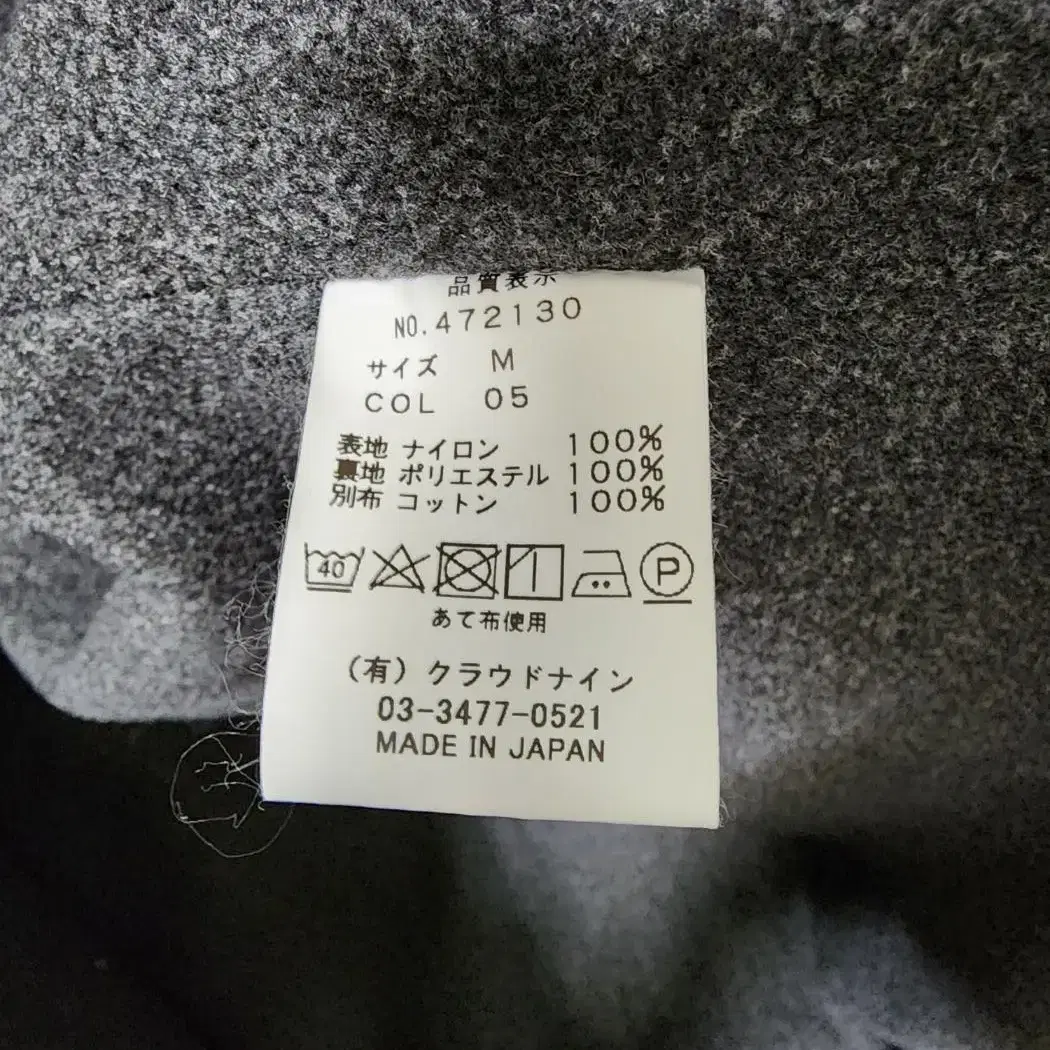 品質表示
NO.472130
サイズ M
COL 05
表地 ナイロン 100%
裏地 ポリエステル 100%
別布 コットン 100%
40 P
あて布使用
(有)クラウドナイン
03-3477-0521
MADE IN JAPAN